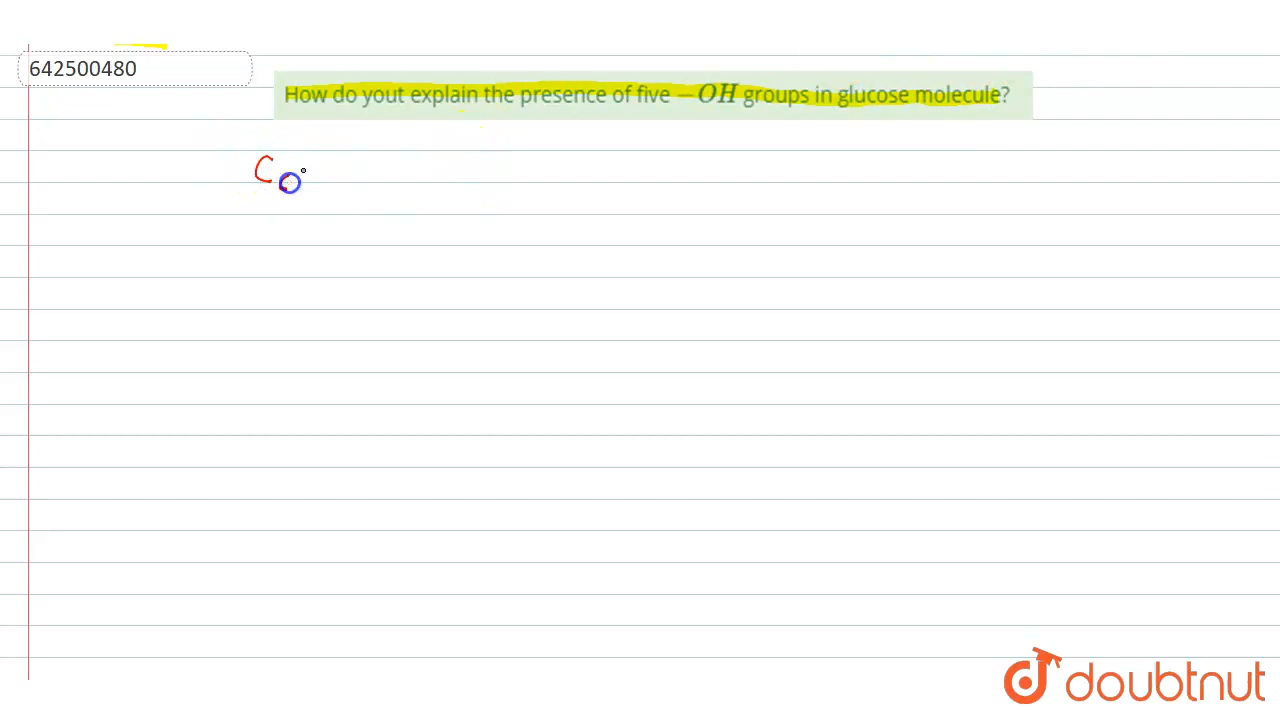 642500480
How do yout explain the presence of five −OH groups in glucose molecule?
C
doubtnut